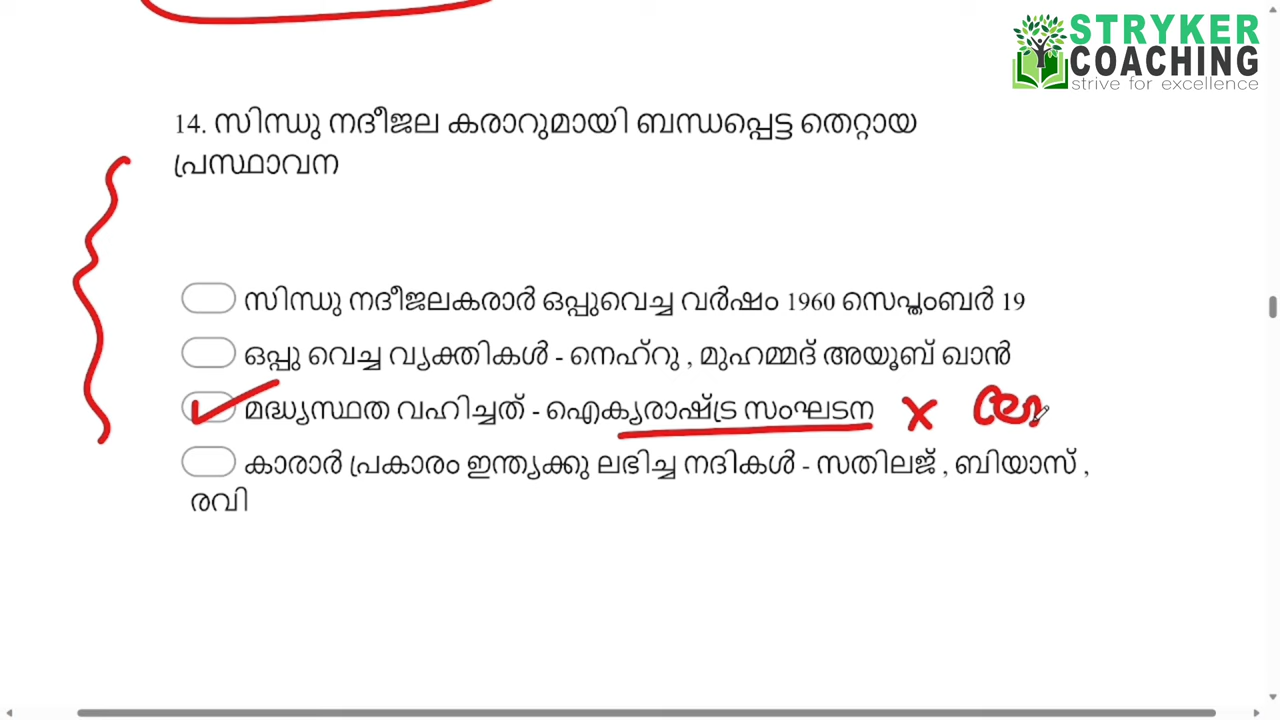 STRYKER
COACHING
strive for excellence
14. സിന്ധു നദീജല കരാറുമായി ബന്ധപ്പെട്ട തെറ്റായ
പ്രസ്ഥാവന
സിന്ധു നദീജലകരാർ ഒപ്പുവെച്ച വർഷം 1960 സെപ്തംബർ 19
ഒപ്പു വെച്ച വ്യക്തികൾ - നെഹ്റു , മുഹമ്മദ് അയൂബ് ഖാൻ
മദ്ധ്യസ്ഥത വഹിച്ചത് - ഐക്യരാഷ്ട്ര സംഘടന
കാരാർ പ്രകാരം ഇന്ത്യക്കു ലഭിച്ച നദികൾ - സതിലജ് , ബിയാസ് ,
രവി